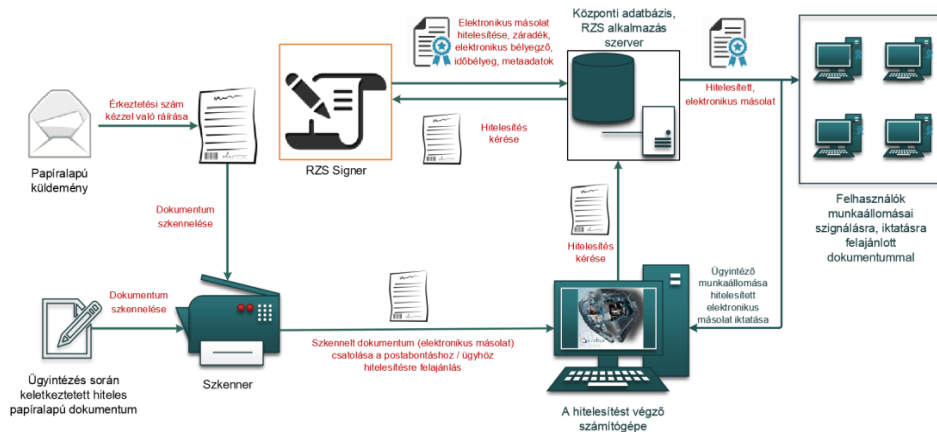 Elektronikus másolat
hitelesítése, záradék,
elektronikus bélyegző,
időbélyeg, metaadatok
Központi adatbázis,
RZS alkalmazás
szerver
Hitelesített,
elektronikus másolat
Érkeztetési szám
kézzel való ráírása
Hitelesítés
kérése
Papíralapú
küldemény
RZS Signer
Felhasználók
munkaállomásai
szignálásra, iktatásra
felajánlott
dokumentummal
Dokumentum
szkennelése
Hitelesítés
kérése
Ügyintéző
munkaállomása
hitelesített
elektronikus
másolat iktatása
Dokumentum
szkennelése
Szkennelt dokumentum (elektronikus másolat)
csatolása a postabontáshoz / ügyhöz
hitelesítésre felajánlás
Szkenner
Ügyintézés során
keletkeztetett hiteles
papíralapú dokumentum
A hitelesítést végző
számítógépe